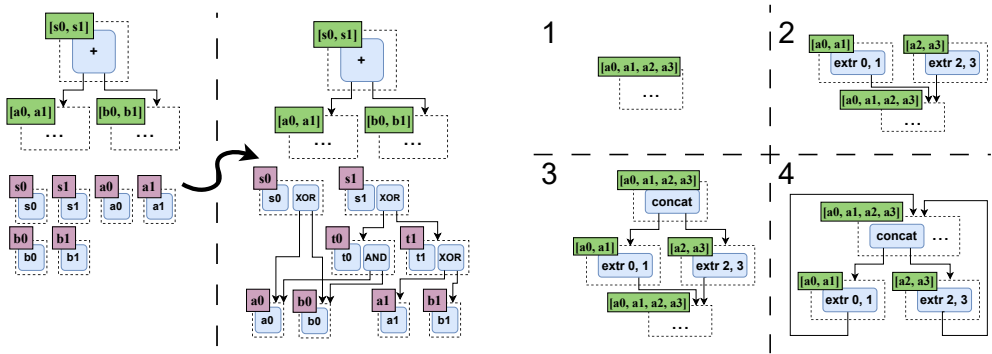 [s0, s1]
+
[a0, a1]
...
[b0, b1]
...
s0
s0
s1
s1
a0
a0
a1
a1
b0
b0
b1
b1
[s0, s1]
+
[a0, a1]
...
[b0, b1]
...
s0
s0
XOR
s1
s1
XOR
t0
t0
AND
t1
t1
XOR
a0
a0
b0
b0
a1
a1
b1
b1
1
[a0, a1, a2, a3]
...
2
[a0, a1]
extr 0, 1
[a2, a3]
extr 2, 3
[a0, a1, a2, a3]
...
3
[a0, a1, a2, a3]
concat
[a0, a1]
extr 0, 1
[a2, a3]
extr 2, 3
[a0, a1, a2, a3]
...
4
[a0, a1, a2, a3]
concat
...
[a0, a1]
extr 0, 1
[a2, a3]
extr 2, 3